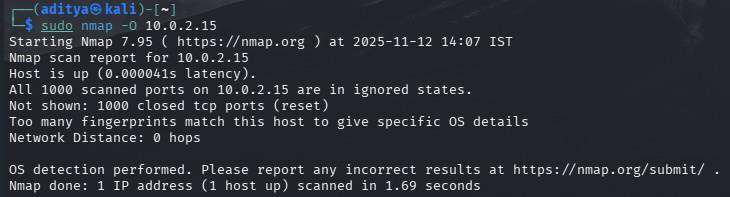 ┌──(aditya㉿kali)-[~]
└─$ sudo nmap -O 10.0.2.15
Starting Nmap 7.95 ( https://nmap.org ) at 2025-11-12 14:07 IST
Nmap scan report for 10.0.2.15
Host is up (0.000041s latency).
All 1000 scanned ports on 10.0.2.15 are in ignored states.
Not shown: 1000 closed tcp ports (reset)
Too many fingerprints match this host to give specific OS details
Network Distance: 0 hops

OS detection performed. Please report any incorrect results at https://nmap.org/submit/ .
Nmap done: 1 IP address (1 host up) scanned in 1.69 seconds